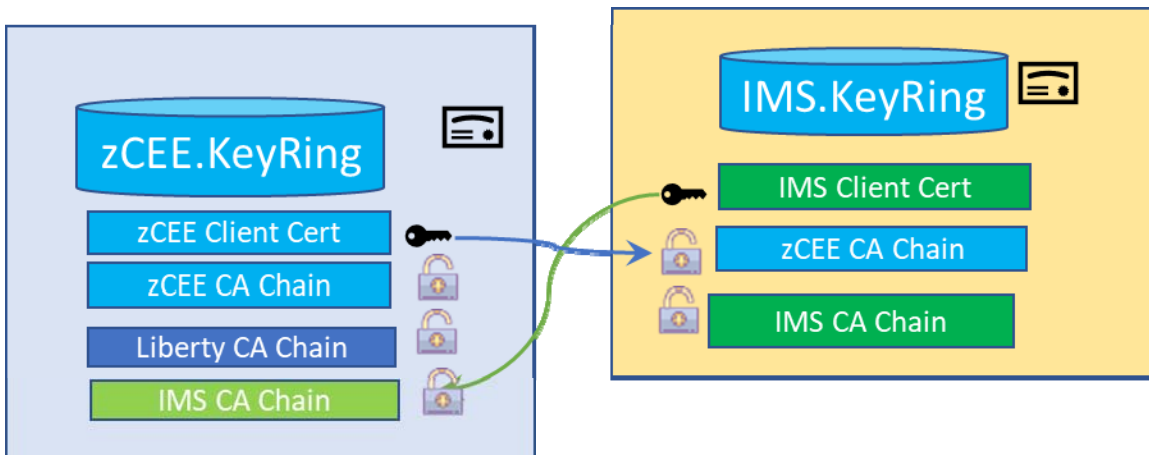 zCEE.KeyRing
zCEE Client Cert
zCEE CA Chain
Liberty CA Chain
IMS CA Chain
IMS.KeyRing
IMS Client Cert
zCEE CA Chain
IMS CA Chain